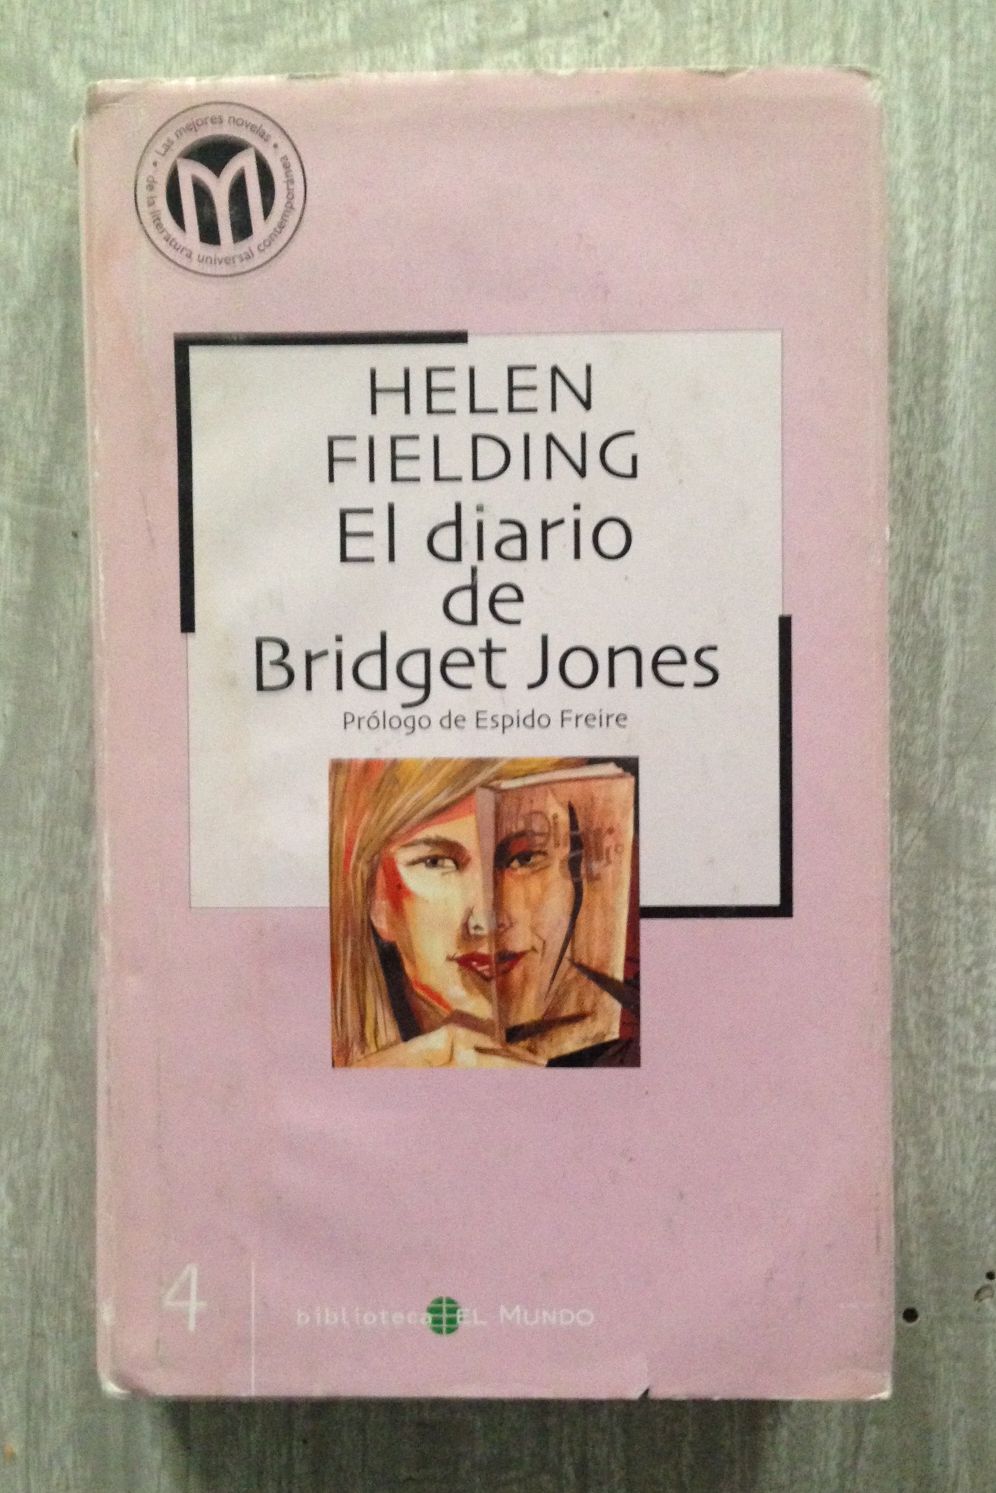 Las mejores novelas
de la literatura universal contemporánea
M
HELEN
FIELDING
El diario
de
Bridget Jones
Prólogo de Espido Freire
Diario
4
biblioteca EL MUNDO